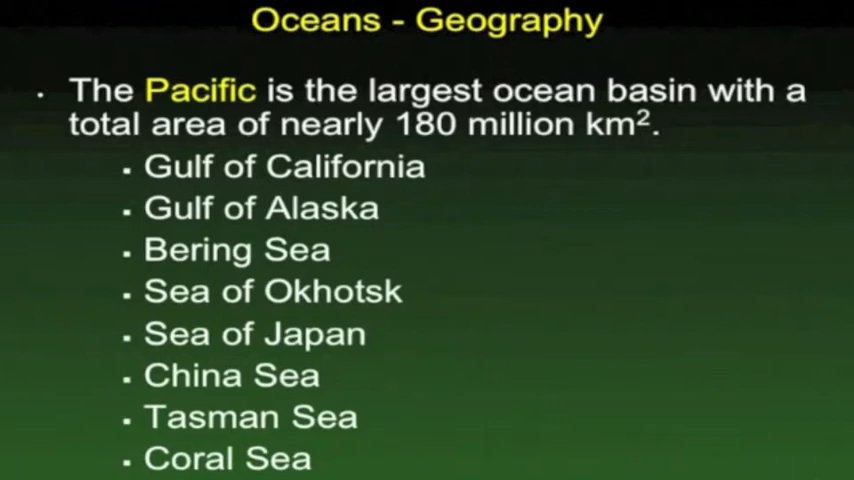 Oceans - Geography
· The Pacific is the largest ocean basin with a
total area of nearly 180 million km².
▪ Gulf of California
▪ Gulf of Alaska
▪ Bering Sea
▪ Sea of Okhotsk
▪ Sea of Japan
▪ China Sea
▪ Tasman Sea
▪ Coral Sea